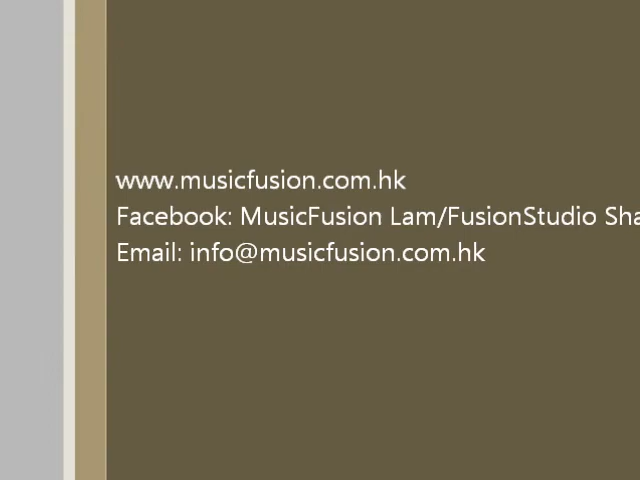 www.musicfusion.com.hk
Facebook: MusicFusion Lam/FusionStudio Sha
Email: info@musicfusion.com.hk